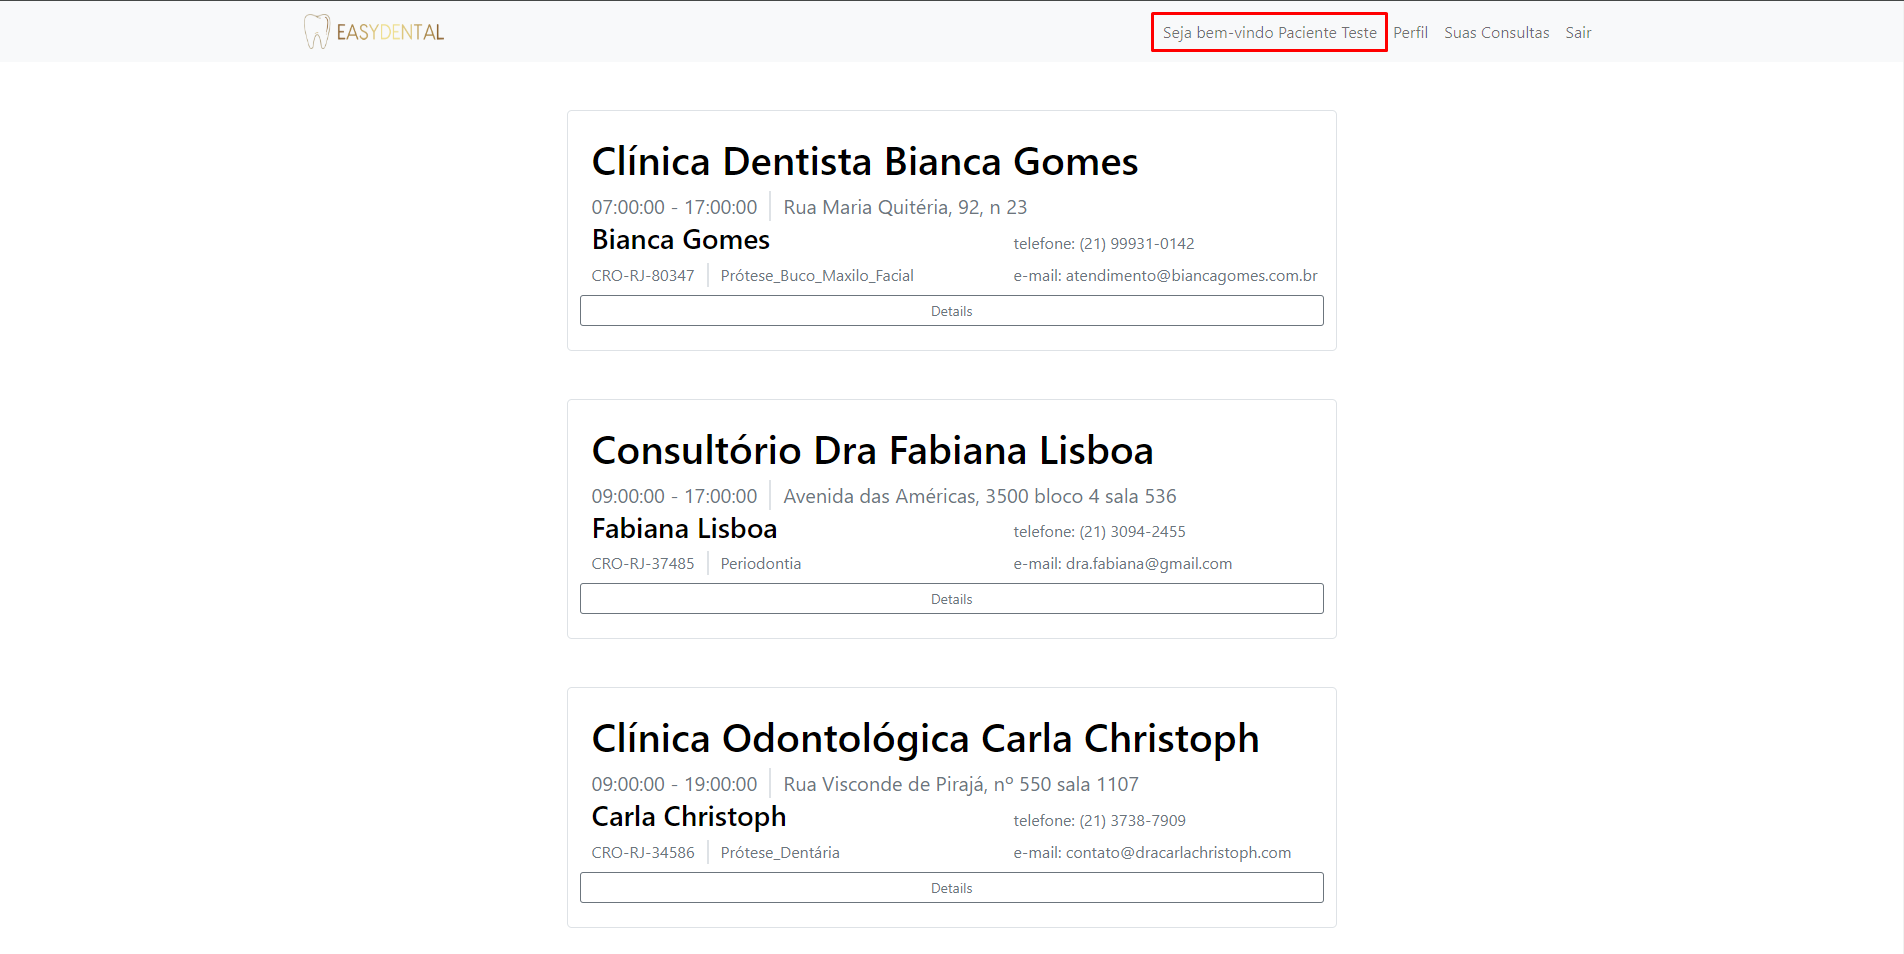 EASYDENTAL
Seja bem-vindo Paciente Teste Perfil Suas Consultas Sair
Clínica Dentista Bianca Gomes
07:00:00 - 17:00:00 Rua Maria Quitéria, 92, n 23
Bianca Gomes telefone: (21) 99931-0142
CRO-RJ-80347 Prótese_Buco_Maxilo_Facial e-mail: atendimento@biancagomes.com.br
Details
Consultório Dra Fabiana Lisboa
09:00:00 - 17:00:00 Avenida das Américas, 3500 bloco 4 sala 536
Fabiana Lisboa telefone: (21) 3094-2455
CRO-RJ-37485 Periodontia e-mail: dra.fabiana@gmail.com
Details
Clínica Odontológica Carla Christoph
09:00:00 - 19:00:00 Rua Visconde de Pirajá, nº 550 sala 1107
Carla Christoph telefone: (21) 3738-7909
CRO-RJ-34586 Prótese_Dentária e-mail: contato@dracarlachristoph.com
Details